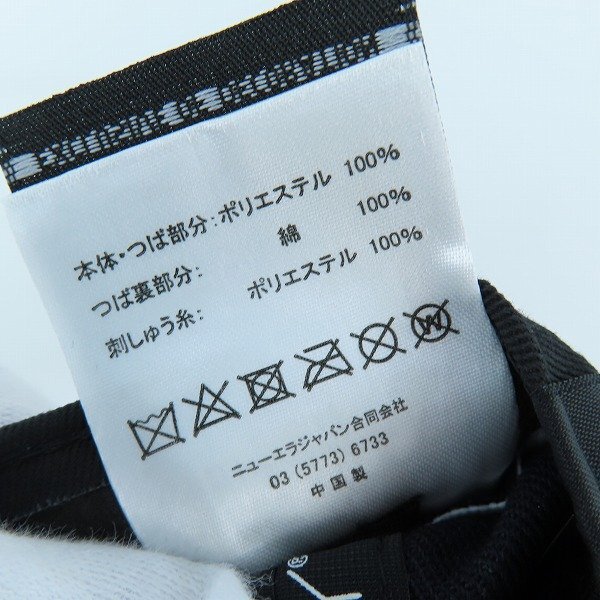 本体・つば部分：ポリエステル 100%
つば裏部分： 綿 100%
刺しゅう糸： ポリエステル 100%
W
ニューエラジャパン合同会社
03 (5773) 6733
中国製
®